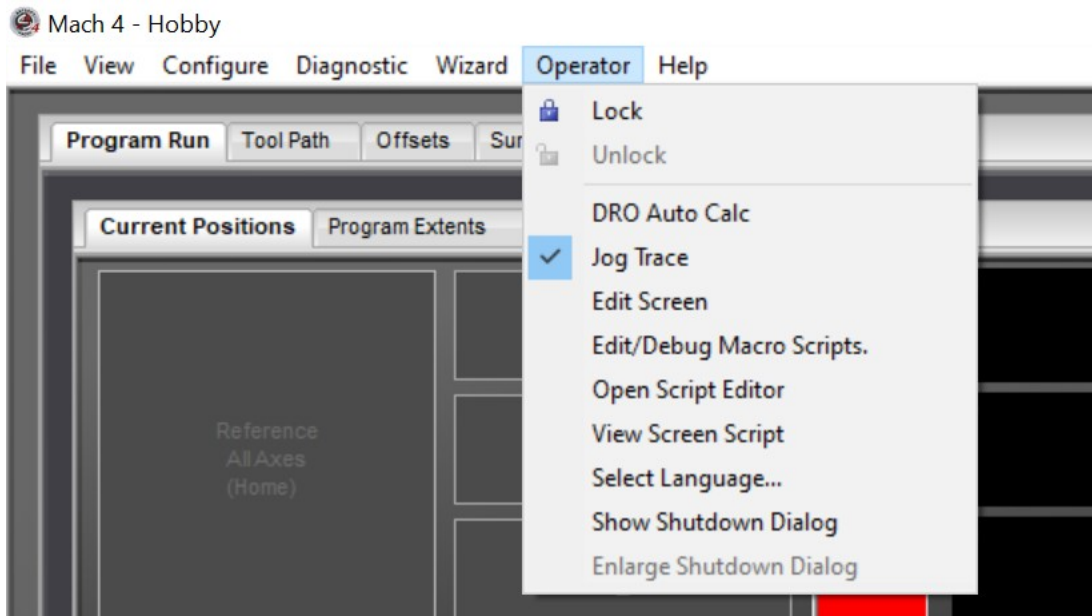 Mach 4 - Hobby
File View Configure Diagnostic Wizard Operator Help
Lock
Program Run Tool Path Offsets
Unlock
DRO Auto Calc
Current Positions Program Extents
Jog Trace
Edit Screen
Edit/Debug Macro Scripts.
Open Script Editor
Reference
All Axes
(Home)
View Screen Script
Select Language...
Show Shutdown Dialog
Enlarge Shutdown Dialog